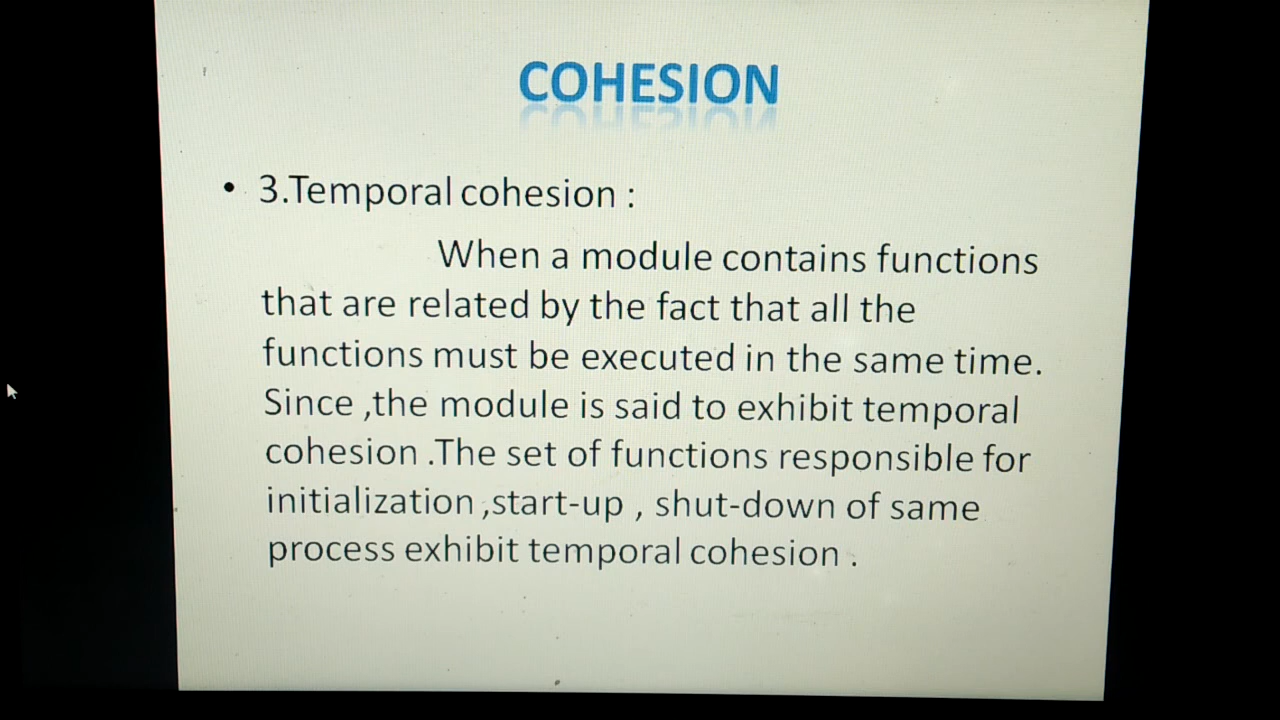 COHESION
• 3.Temporal cohesion :
When a module contains functions
that are related by the fact that all the
functions must be executed in the same time.
Since ,the module is said to exhibit temporal
cohesion .The set of functions responsible for
initialization ,start-up , shut-down of same
process exhibit temporal cohesion .